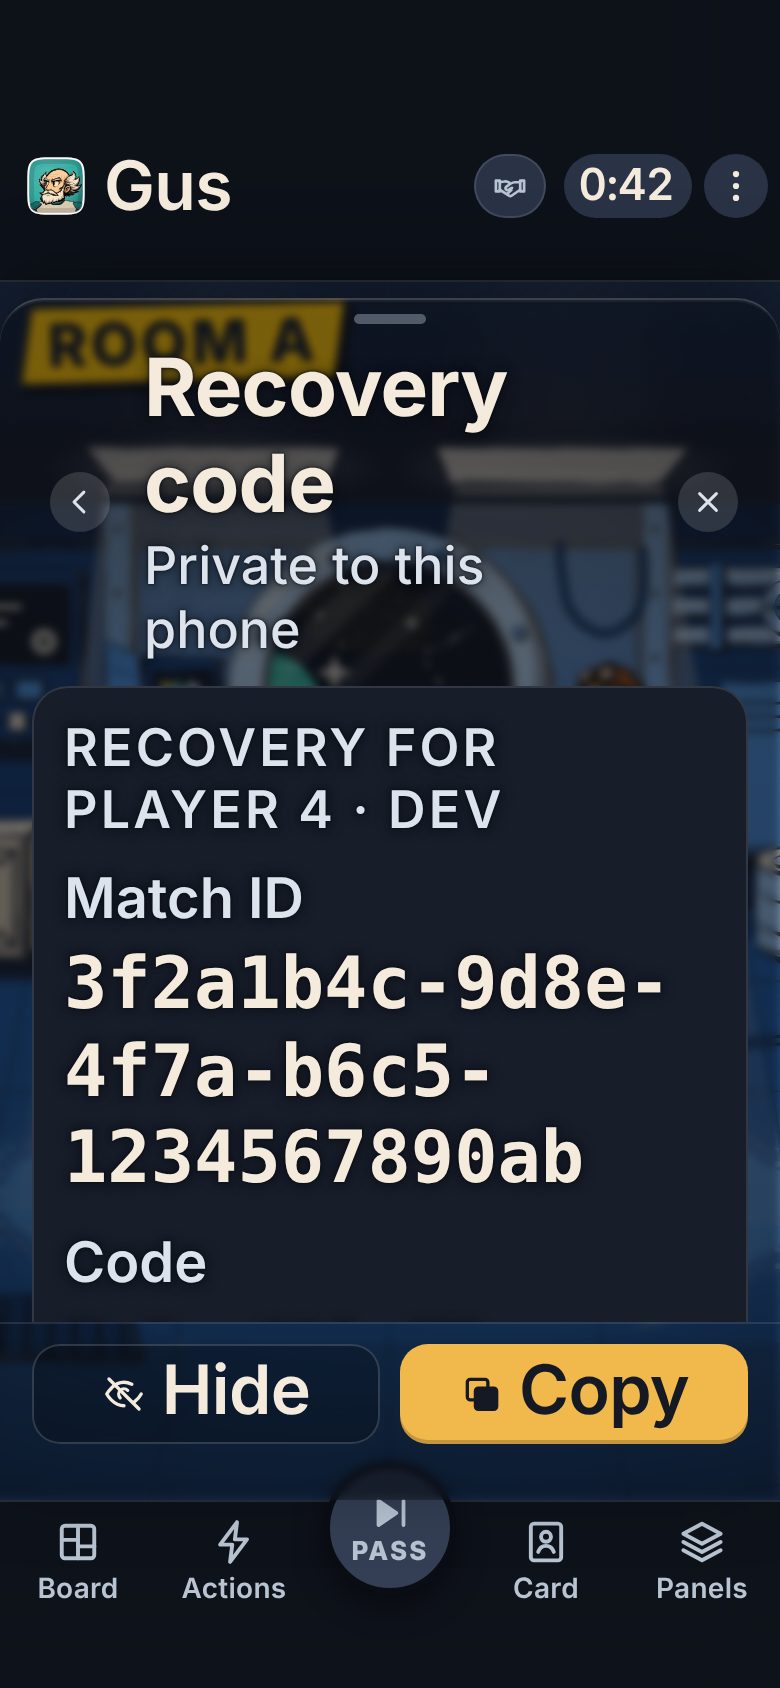 Gus
0:42
ROOM A
Recovery
code
Private to this
phone
RECOVERY FOR
PLAYER 4 · DEV
Match ID
3f2a1b4c-9d8e-
4f7a-b6c5-
1234567890ab
Code
Hide
Copy
PASS
Board
Actions
Card
Panels